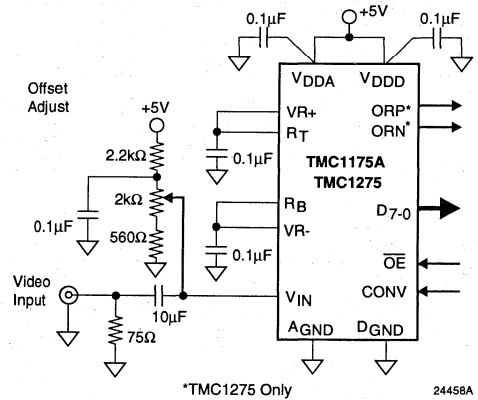 +5V
0.1µF
0.1µF
VDDA VDDD
Offset
Adjust
+5V
VR+
RT
ORP*
ORN*
2.2kΩ
0.1µF
TMC1175A
TMC1275
2kΩ
RB
VR-
D7-0
0.1µF
560Ω
0.1µF
OE
CONV
Video
Input
10µF
VIN
75Ω
AGND DGND
*TMC1275 Only
24458A